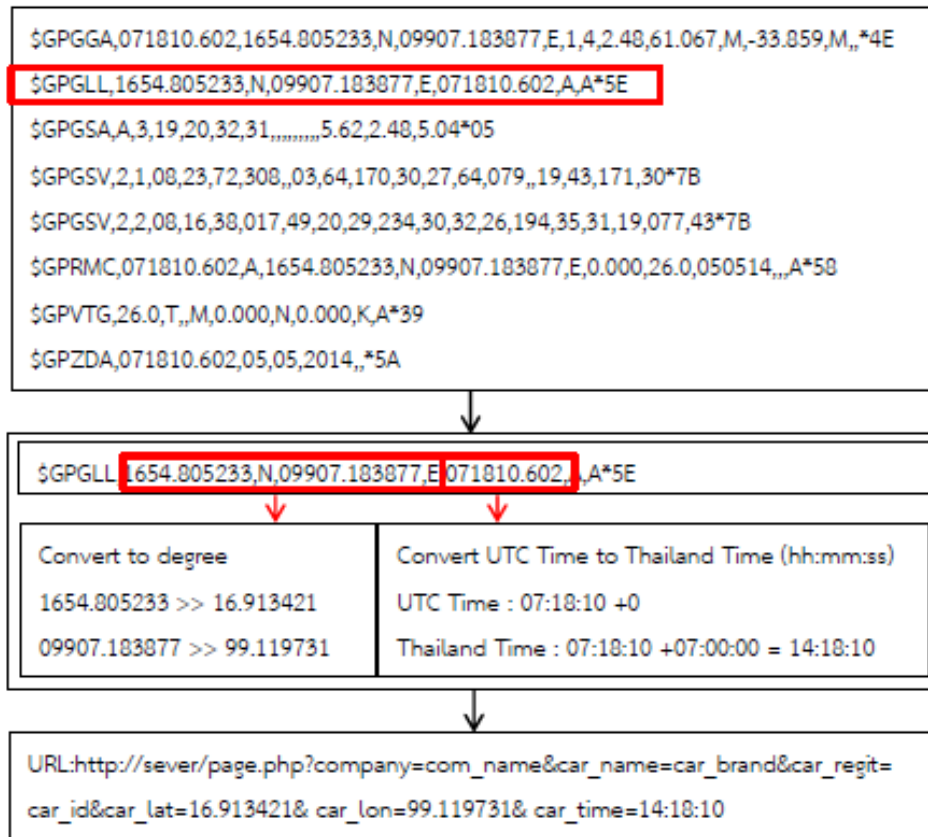 $GPGGA,071810.602,1654.805233,N,09907.183877,E,1,4,2.48,61.067,M,-33.859,M,,*4E
$GPGLL,1654.805233,N,09907.183877,E,071810.602,A,A*5E
$GPGSA,A,3,19,20,32,31,,,,,,,,,5.62,2.48,5.04*05
$GPGSV,2,1,08,23,72,308,,03,64,170,30,27,64,079,,19,43,171,30*7B
$GPGSV,2,2,08,16,38,017,49,20,29,234,30,32,26,194,35,31,19,077,43*7B
$GPRMC,071810.602,A,1654.805233,N,09907.183877,E,0.000,26.0,050514,,,A*58
$GPVTG,26.0,T,,M,0.000,N,0.000,K,A*39
$GPZDA,071810.602,05,05,2014,,*5A
$GPGLL,1654.805233,N,09907.183877,E,071810.602,A,A*5E
Convert to degree
1654.805233 >> 16.913421
09907.183877 >> 99.119731
Convert UTC Time to Thailand Time (hh:mm:ss)
UTC Time : 07:18:10 +0
Thailand Time : 07:18:10 +07:00:00 = 14:18:10
URL:http://sever/page.php?company=com_name&car_name=car_brand&car_regit=
car_id&car_lat=16.913421& car_lon=99.119731& car_time=14:18:10